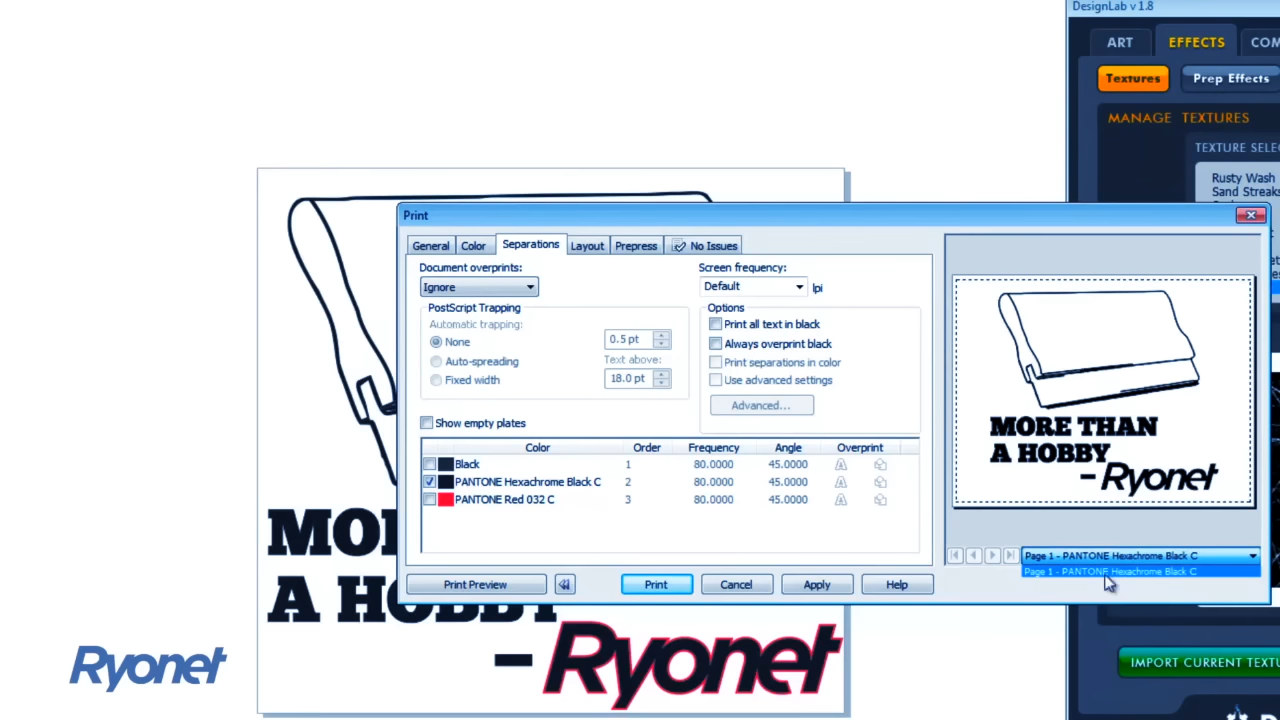 DesignLab v 1.8
ART
EFFECTS
COM
Textures
Prep Effects
MANAGE TEXTURES
TEXTURE SELE
Rusty Wash
Sand Streaks
Print
General
Color
Separations
Layout
Prepress
No Issues
Document overprints:
Ignore
Screen frequency:
Default
lpi
PostScript Trapping
Automatic trapping:
None
0.5 pt
Auto-spreading
Text above:
Fixed width
18.0 pt
Options
Print all text in black
Always overprint black
Print separations in color
Use advanced settings
Advanced...
Show empty plates
Color Order Frequency Angle Overprint
Black 1 80.0000 45.0000
PANTONE Hexachrome Black C 2 80.0000 45.0000
PANTONE Red 032 C 3 80.0000 45.0000
Print Preview
Print
Cancel
Apply
Help
MORE THAN
A HOBBY
- Ryonet
Page 1 - PANTONE Hexachrome Black C
Page 1 - PANTONE Hexachrome Black C
MO
A HOBBY
- Ryonet
Ryonet
IMPORT CURRENT TEXTU